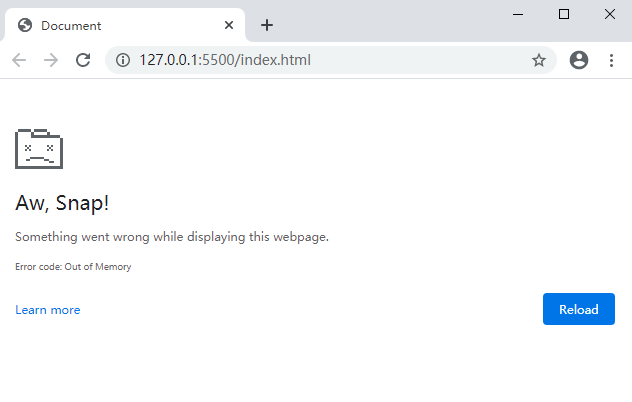 Document
127.0.0.1:5500/index.html
Aw, Snap!
Something went wrong while displaying this webpage.
Error code: Out of Memory
Learn more
Reload